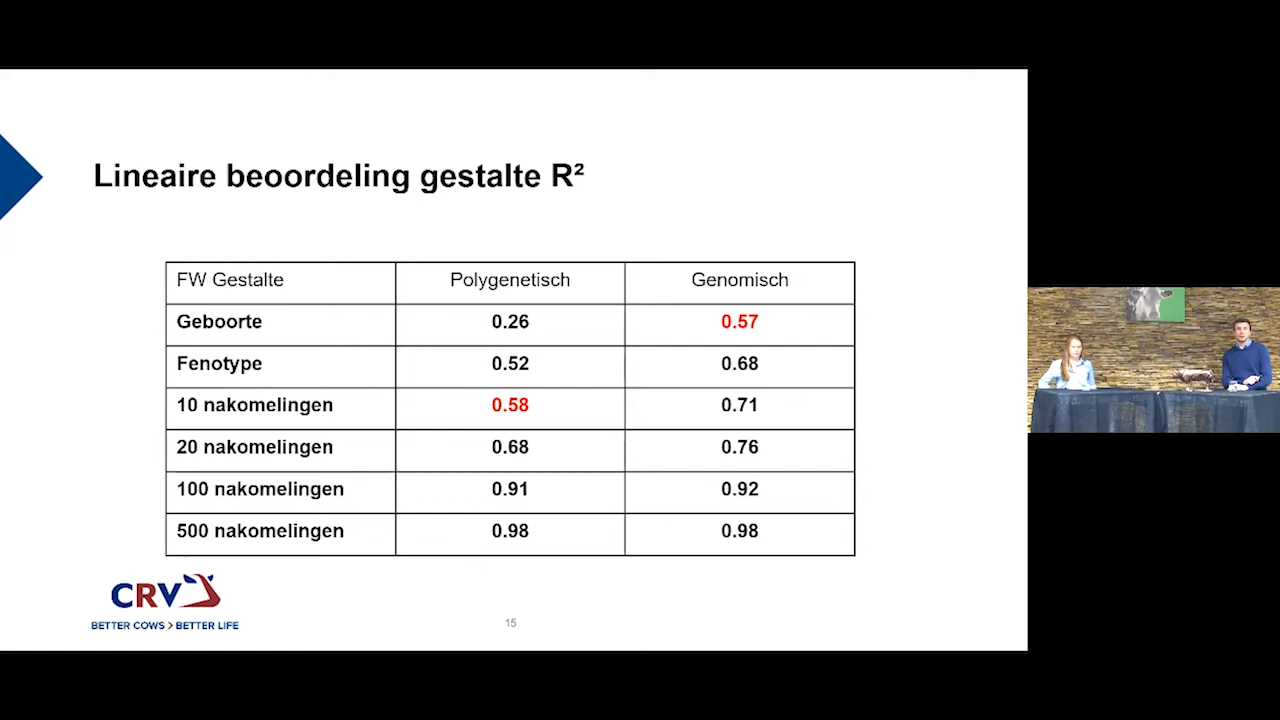 Lineaire beoordeling gestalte R²
FW Gestalte Polygenetisch Genomisch
Geboorte 0.26 0.57
Fenotype 0.52 0.68
10 nakomelingen 0.58 0.71
20 nakomelingen 0.68 0.76
100 nakomelingen 0.91 0.92
500 nakomelingen 0.98 0.98
CRV
BETTER COWS > BETTER LIFE
15